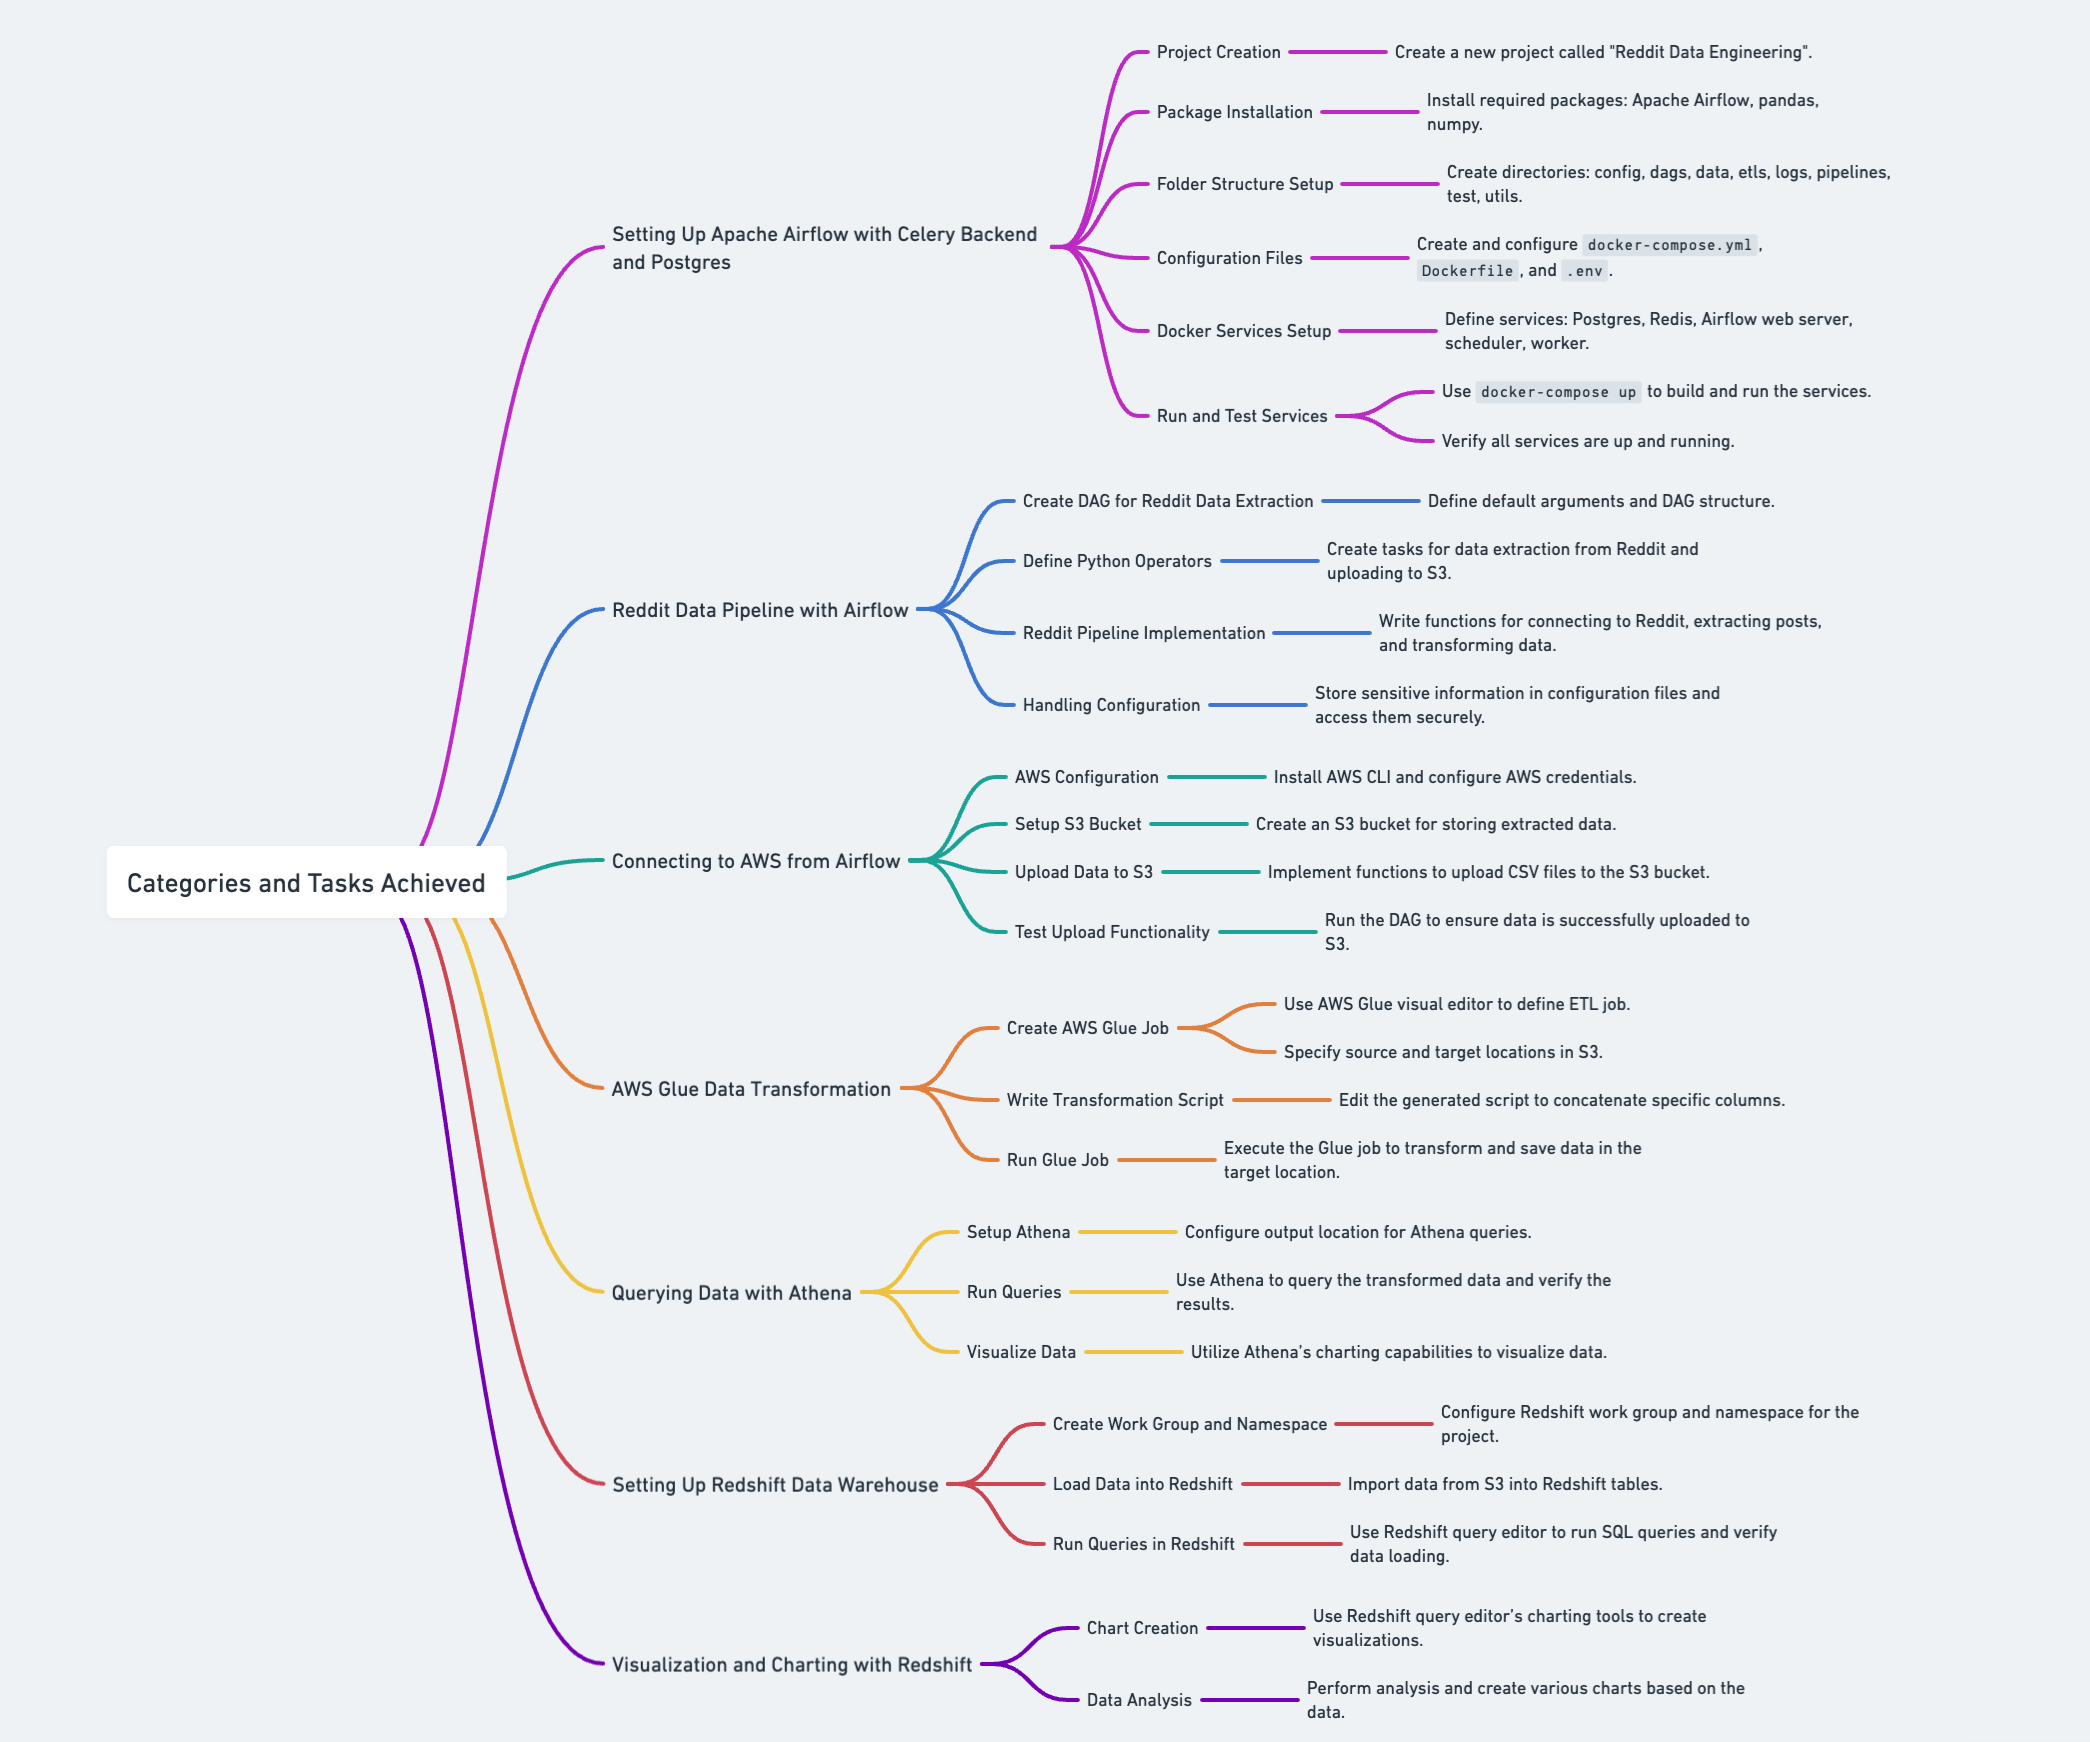 Categories and Tasks Achieved
Setting Up Apache Airflow with Celery Backend
and Postgres
Project Creation
Create a new project called "Reddit Data Engineering".
Package Installation
Install required packages: Apache Airflow, pandas,
numpy.
Folder Structure Setup
Create directories: config, dags, data, etls, logs, pipelines,
test, utils.
Configuration Files
Create and configure docker-compose.yml,
Dockerfile, and .env.
Docker Services Setup
Define services: Postgres, Redis, Airflow web server,
scheduler, worker.
Run and Test Services
Use docker-compose up to build and run the services.
Verify all services are up and running.
Reddit Data Pipeline with Airflow
Create DAG for Reddit Data Extraction
Define default arguments and DAG structure.
Define Python Operators
Create tasks for data extraction from Reddit and
uploading to S3.
Reddit Pipeline Implementation
Write functions for connecting to Reddit, extracting posts,
and transforming data.
Handling Configuration
Store sensitive information in configuration files and
access them securely.
Connecting to AWS from Airflow
AWS Configuration
Install AWS CLI and configure AWS credentials.
Setup S3 Bucket
Create an S3 bucket for storing extracted data.
Upload Data to S3
Implement functions to upload CSV files to the S3 bucket.
Test Upload Functionality
Run the DAG to ensure data is successfully uploaded to
S3.
AWS Glue Data Transformation
Create AWS Glue Job
Use AWS Glue visual editor to define ETL job.
Specify source and target locations in S3.
Write Transformation Script
Edit the generated script to concatenate specific columns.
Run Glue Job
Execute the Glue job to transform and save data in the
target location.
Querying Data with Athena
Setup Athena
Configure output location for Athena queries.
Run Queries
Use Athena to query the transformed data and verify the
results.
Visualize Data
Utilize Athena's charting capabilities to visualize data.
Setting Up Redshift Data Warehouse
Create Work Group and Namespace
Configure Redshift work group and namespace for the
project.
Load Data into Redshift
Import data from S3 into Redshift tables.
Run Queries in Redshift
Use Redshift query editor to run SQL queries and verify
data loading.
Visualization and Charting with Redshift
Chart Creation
Use Redshift query editor's charting tools to create
visualizations.
Data Analysis
Perform analysis and create various charts based on the
data.